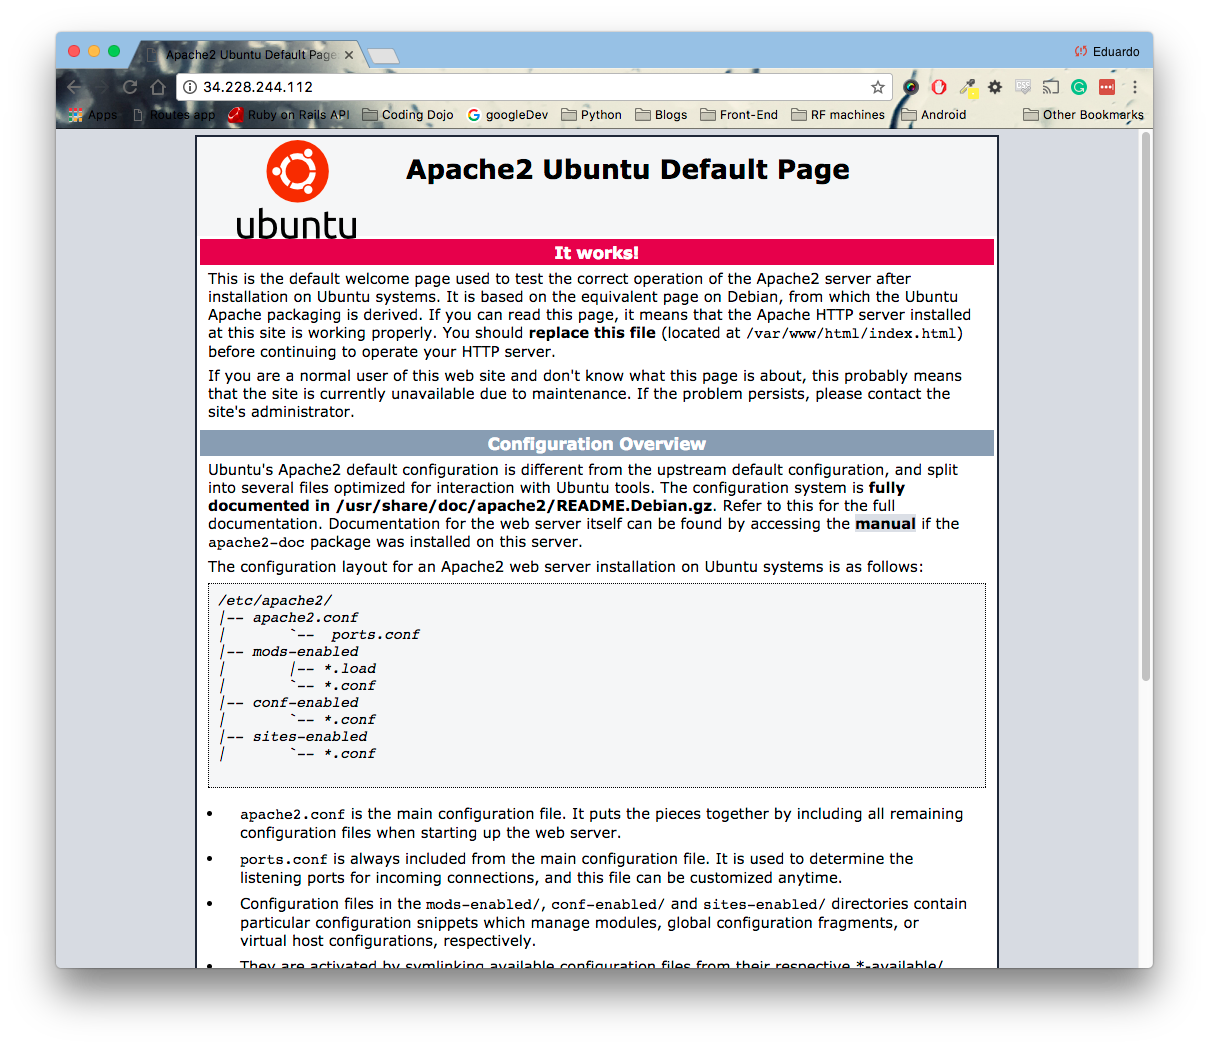 Apache2 Ubuntu Default Page
Eduardo
34.228.244.112
Apps
Routes app
Ruby on Rails API
Coding Dojo
googleDev
Python
Blogs
Front-End
RF machines
Android
Other Bookmarks
ubuntu
Apache2 Ubuntu Default Page
It works!
This is the default welcome page used to test the correct operation of the Apache2 server after
installation on Ubuntu systems. It is based on the equivalent page on Debian, from which the Ubuntu
Apache packaging is derived. If you can read this page, it means that the Apache HTTP server installed
at this site is working properly. You should replace this file (located at /var/www/html/index.html)
before continuing to operate your HTTP server.
If you are a normal user of this web site and don't know what this page is about, this probably means
that the site is currently unavailable due to maintenance. If the problem persists, please contact the
site's administrator.
Configuration Overview
Ubuntu's Apache2 default configuration is different from the upstream default configuration, and split
into several files optimized for interaction with Ubuntu tools. The configuration system is fully
documented in /usr/share/doc/apache2/README.Debian.gz. Refer to this for the full
documentation. Documentation for the web server itself can be found by accessing the manual if the
apache2-doc package was installed on this server.
The configuration layout for an Apache2 web server installation on Ubuntu systems is as follows:
/etc/apache2/
|-- apache2.conf
|       `--  ports.conf
|-- mods-enabled
|       |-- *.load
|       `-- *.conf
|-- conf-enabled
|       `-- *.conf
|-- sites-enabled
|       `-- *.conf
• apache2.conf is the main configuration file. It puts the pieces together by including all remaining
configuration files when starting up the web server.
• ports.conf is always included from the main configuration file. It is used to determine the
listening ports for incoming connections, and this file can be customized anytime.
• Configuration files in the mods-enabled/, conf-enabled/ and sites-enabled/ directories contain
particular configuration snippets which manage modules, global configuration fragments, or
virtual host configurations, respectively.
• They are activated by symlinking available configuration files from their respective *-available/